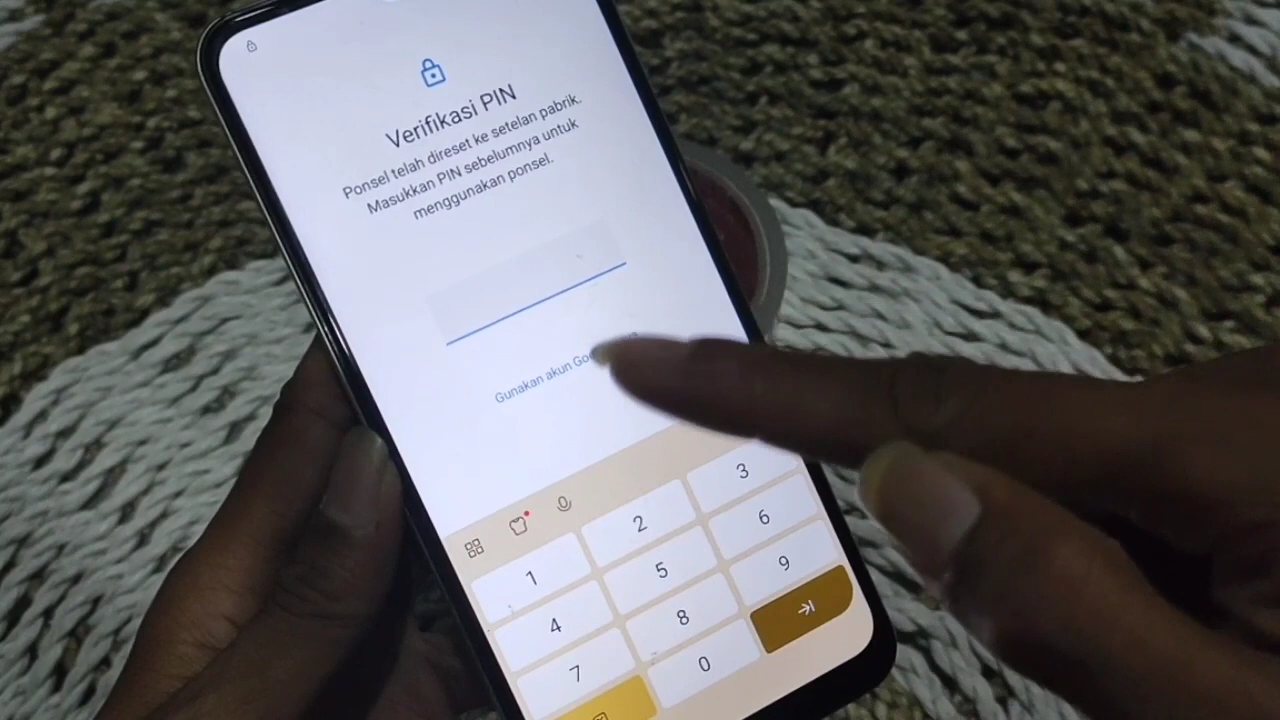 Verifikasi PIN
Ponsel telah direset ke setelan pabrik.
Masukkan PIN sebelumnya untuk
menggunakan ponsel.
Gunakan akun
1
2
3
4
5
6
7
8
9
0